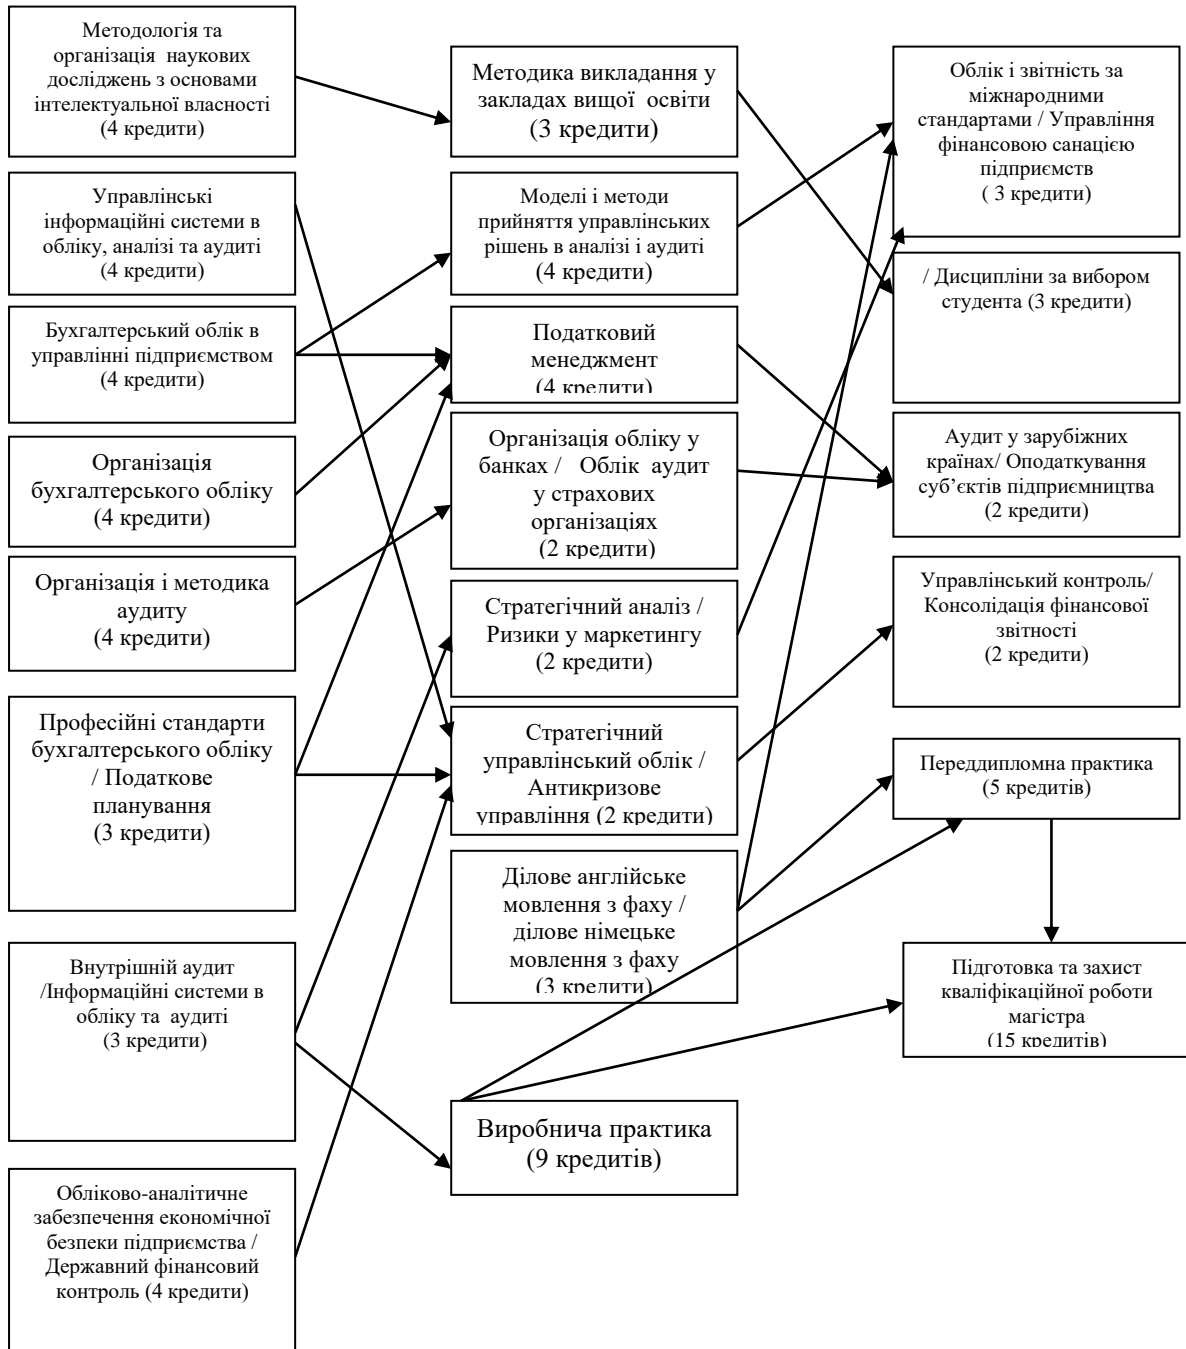 Методологія та
організація наукових
досліджень з основами
інтелектуальної власності
(4 кредити)
Управлінські
інформаційні системи в
обліку, аналізі та аудиті
(4 кредити)
Бухгалтерський облік в
управлінні підприємством
(4 кредити)
Організація
бухгалтерського обліку
(4 кредити)
Організація і методика
аудиту
(4 кредити)
Професійні стандарти
бухгалтерського обліку
/ Податкове
планування
(3 кредити)
Внутрішній аудит
/Інформаційні системи в
обліку та аудиті
(3 кредити)
Обліково-аналітичне
забезпечення економічної
безпеки підприємства /
Державний фінансовий
контроль (4 кредити)
Методика викладання у
закладах вищої освіти
(3 кредити)
Моделі і методи
прийняття управлінських
рішень в аналізі і аудиті
(4 кредити)
Податковий
менеджмент
(4 кредити)
Організація обліку у
банках / Облік аудит
у страхових
організаціях
(2 кредити)
Стратегічний аналіз /
Ризики у маркетингу
(2 кредити)
Стратегічний
управлінський облік /
Антикризове
управління (2 кредити)
Ділове англійське
мовлення з фаху /
ділове німецьке
мовлення з фаху
(3 кредити)
Виробнича практика
(9 кредитів)
Облік і звітність за
міжнародними
стандартами / Управління
фінансовою санацією
підприємств
( 3 кредити)
/ Дисципліни за вибором
студента (3 кредити)
Аудит у зарубіжних
країнах/ Оподаткування
суб’єктів підприємництва
(2 кредити)
Управлінський контроль/
Консолідація фінансової
звітності
(2 кредити)
Переддипломна практика
(5 кредитів)
Підготовка та захист
кваліфікаційної роботи
магістра
(15 кредитів)